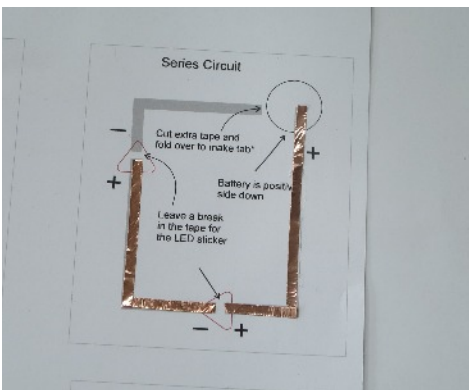 Series Circuit
−
Cut extra tape and
fold over to make tab*
+
+
Battery is positive
side down
Leave a break
in the tape for
the LED sticker
− +